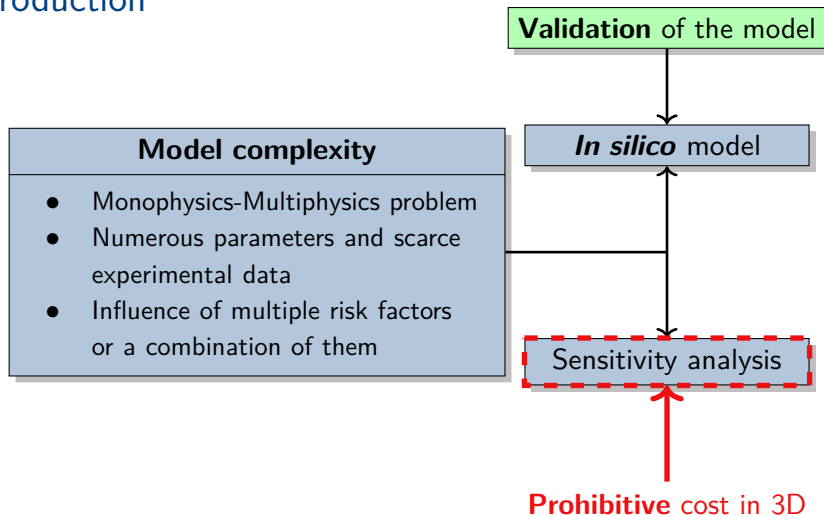 roduction
Validation of the model
In silico model
Model complexity
● Monophysics-Multiphysics problem
● Numerous parameters and scarce
experimental data
● Influence of multiple risk factors
or a combination of them
Sensitivity analysis
Prohibitive cost in 3D